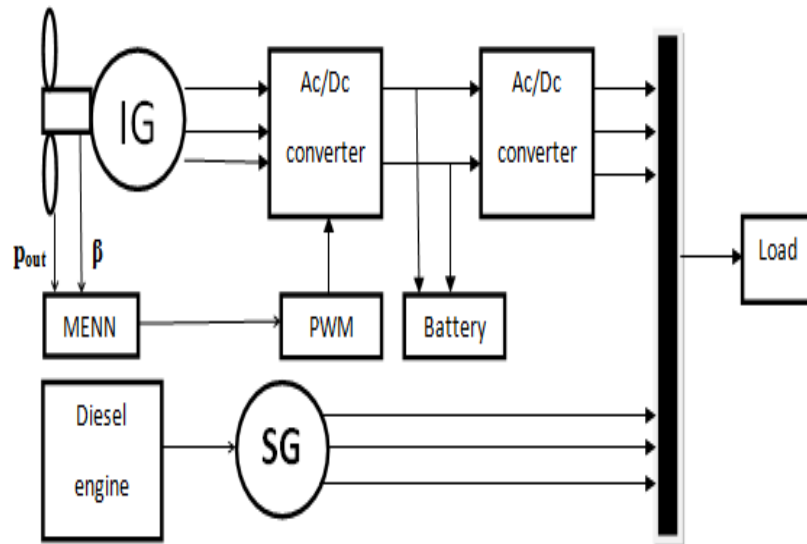 IG
Ac/Dc
converter
Ac/Dc
converter
Pout
β
MENN
PWM
Battery
Load
Diesel
engine
SG